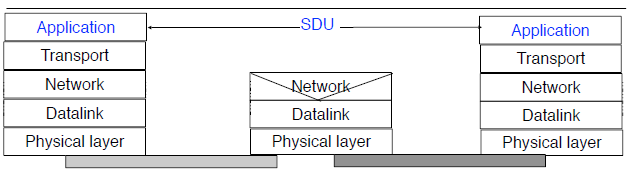 Application
Transport
Network
Datalink
Physical layer
SDU
Network
Datalink
Physical layer
Application
Transport
Network
Datalink
Physical layer